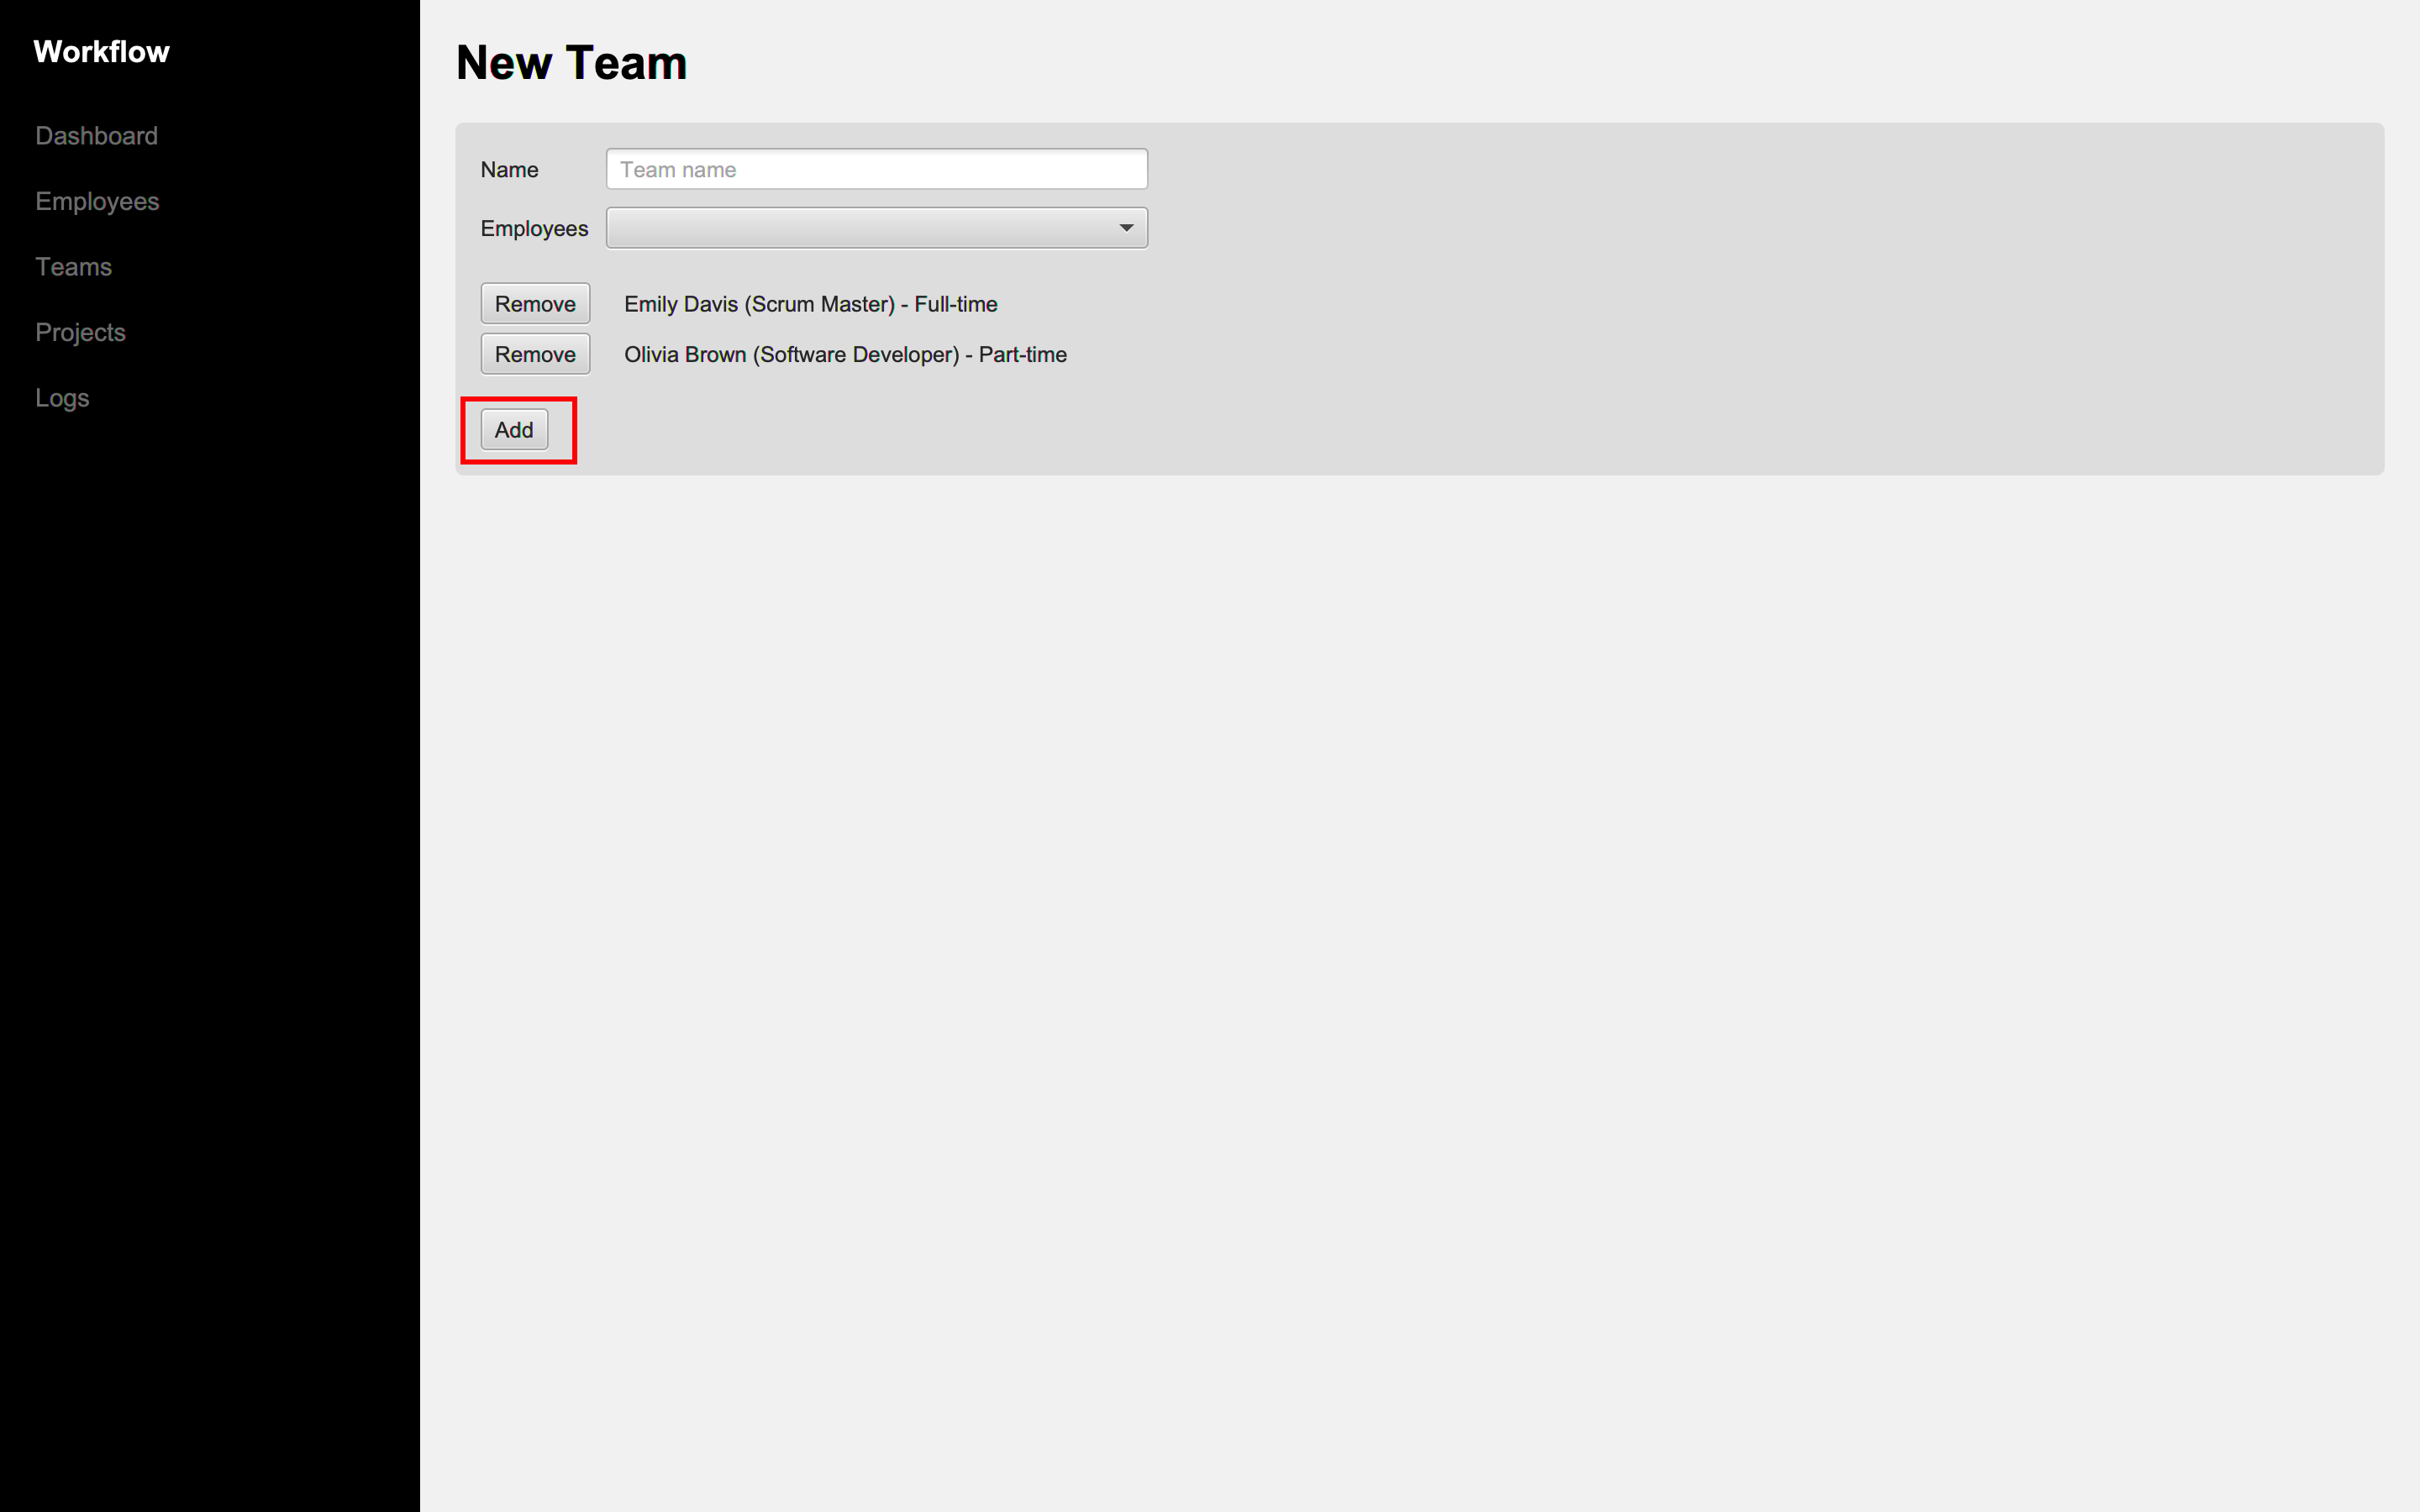 Workflow
Dashboard
Employees
Teams
Projects
Logs
New Team
Name Team name
Employees
Remove Emily Davis (Scrum Master) - Full-time
Remove Olivia Brown (Software Developer) - Part-time
Add